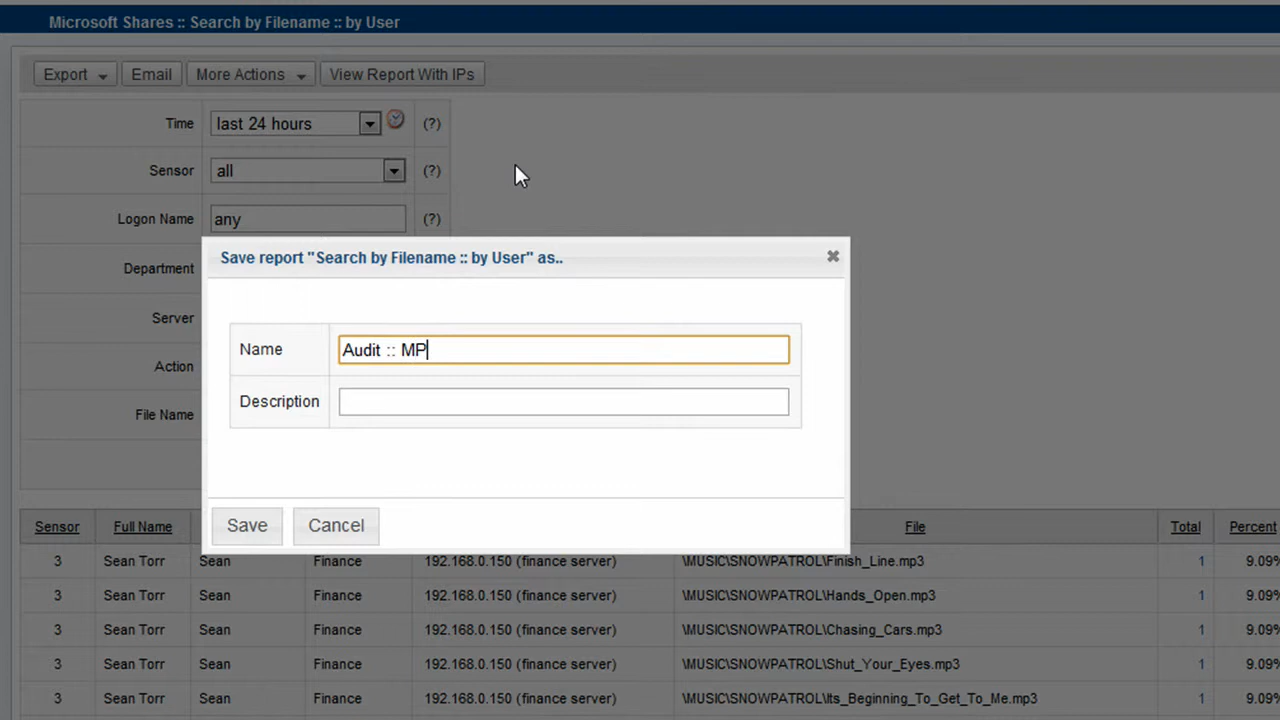 Microsoft Shares :: Search by Filename :: by User
Export Email More Actions View Report With IPs
Time last 24 hours (?)
Sensor all (?)
Logon Name any (?)
Department
Server
Action
File Name
Save report "Search by Filename :: by User" as..
Name Audit :: MP
Description
Save Cancel
Sensor Full Name File Total Percent
3 Sean Torr Sean Finance 192.168.0.150 (finance server) \MUSIC\SNOWPATROL\Finish_Line.mp3 1 9.09%
3 Sean Torr Sean Finance 192.168.0.150 (finance server) \MUSIC\SNOWPATROL\Hands_Open.mp3 1 9.09%
3 Sean Torr Sean Finance 192.168.0.150 (finance server) \MUSIC\SNOWPATROL\Chasing_Cars.mp3 1 9.09%
3 Sean Torr Sean Finance 192.168.0.150 (finance server) \MUSIC\SNOWPATROL\Shut_Your_Eyes.mp3 1 9.09%
3 Sean Torr Sean Finance 192.168.0.150 (finance server) \MUSIC\SNOWPATROL\Its_Beginning_To_Get_To_Me.mp3 1 9.09%